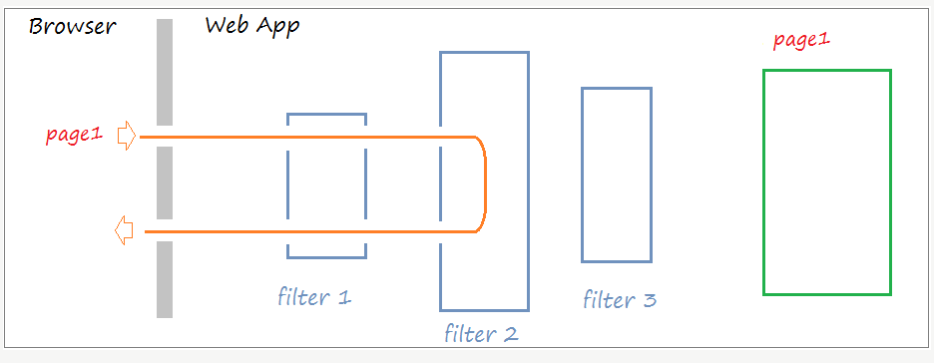 Browser
Web App
page1
page1
filter 1
filter 2
filter 3